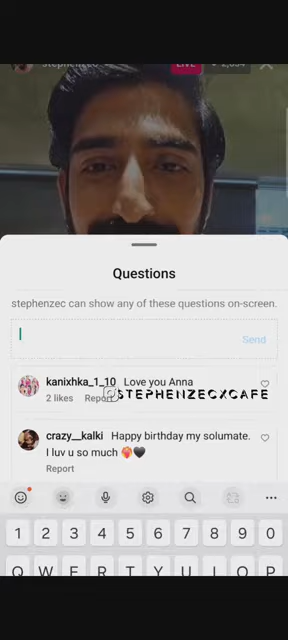 stephenzec
LIVE
Questions
stephenzec can show any of these questions on-screen.
Send
kanixhka_1_10 Love you Anna
2 likes Report
STEPHENZECXCAFE
crazy__kalki Happy birthday my solumate.
I luv u so much 🥰🖤
Report
1 2 3 4 5 6 7 8 9 0
Q W E R T Y U I O P